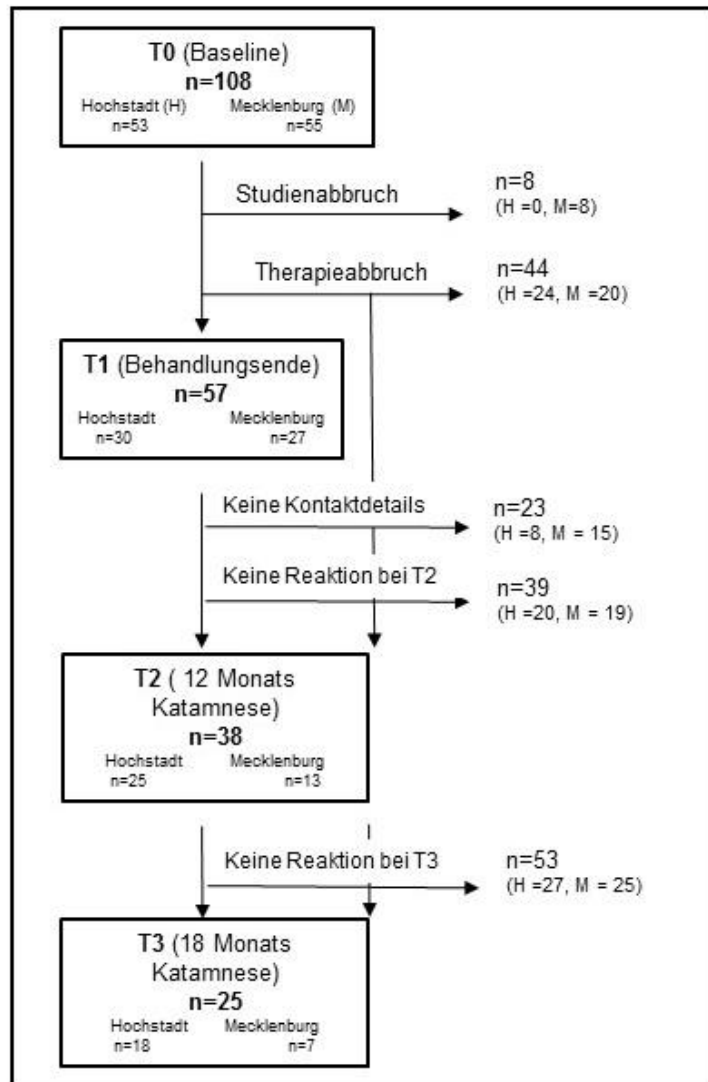 T0 (Baseline)
n=108
Hochstadt (H) Mecklenburg (M)
n=53 n=55
Studienabbruch
n=8
(H =0, M=8)
Therapieabbruch
n=44
(H =24, M =20)
T1 (Behandlungsende)
n=57
Hochstadt Mecklenburg
n=30 n=27
Keine Kontaktdetails
n=23
(H =8, M = 15)
Keine Reaktion bei T2
n=39
(H =20, M = 19)
T2 ( 12 Monats
Katamnese)
n=38
Hochstadt Mecklenburg
n=25 n=13
Keine Reaktion bei T3
n=53
(H =27, M = 25)
T3 (18 Monats
Katamnese)
n=25
Hochstadt Mecklenburg
n=18 n=7